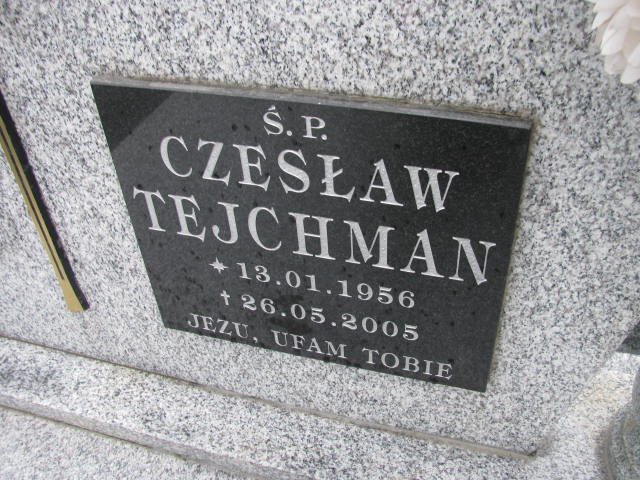 Ś.P.
CZESŁAW
TEJCHMAN
* 13.01.1956
† 26.05.2005
JEZU, UFAM TOBIE